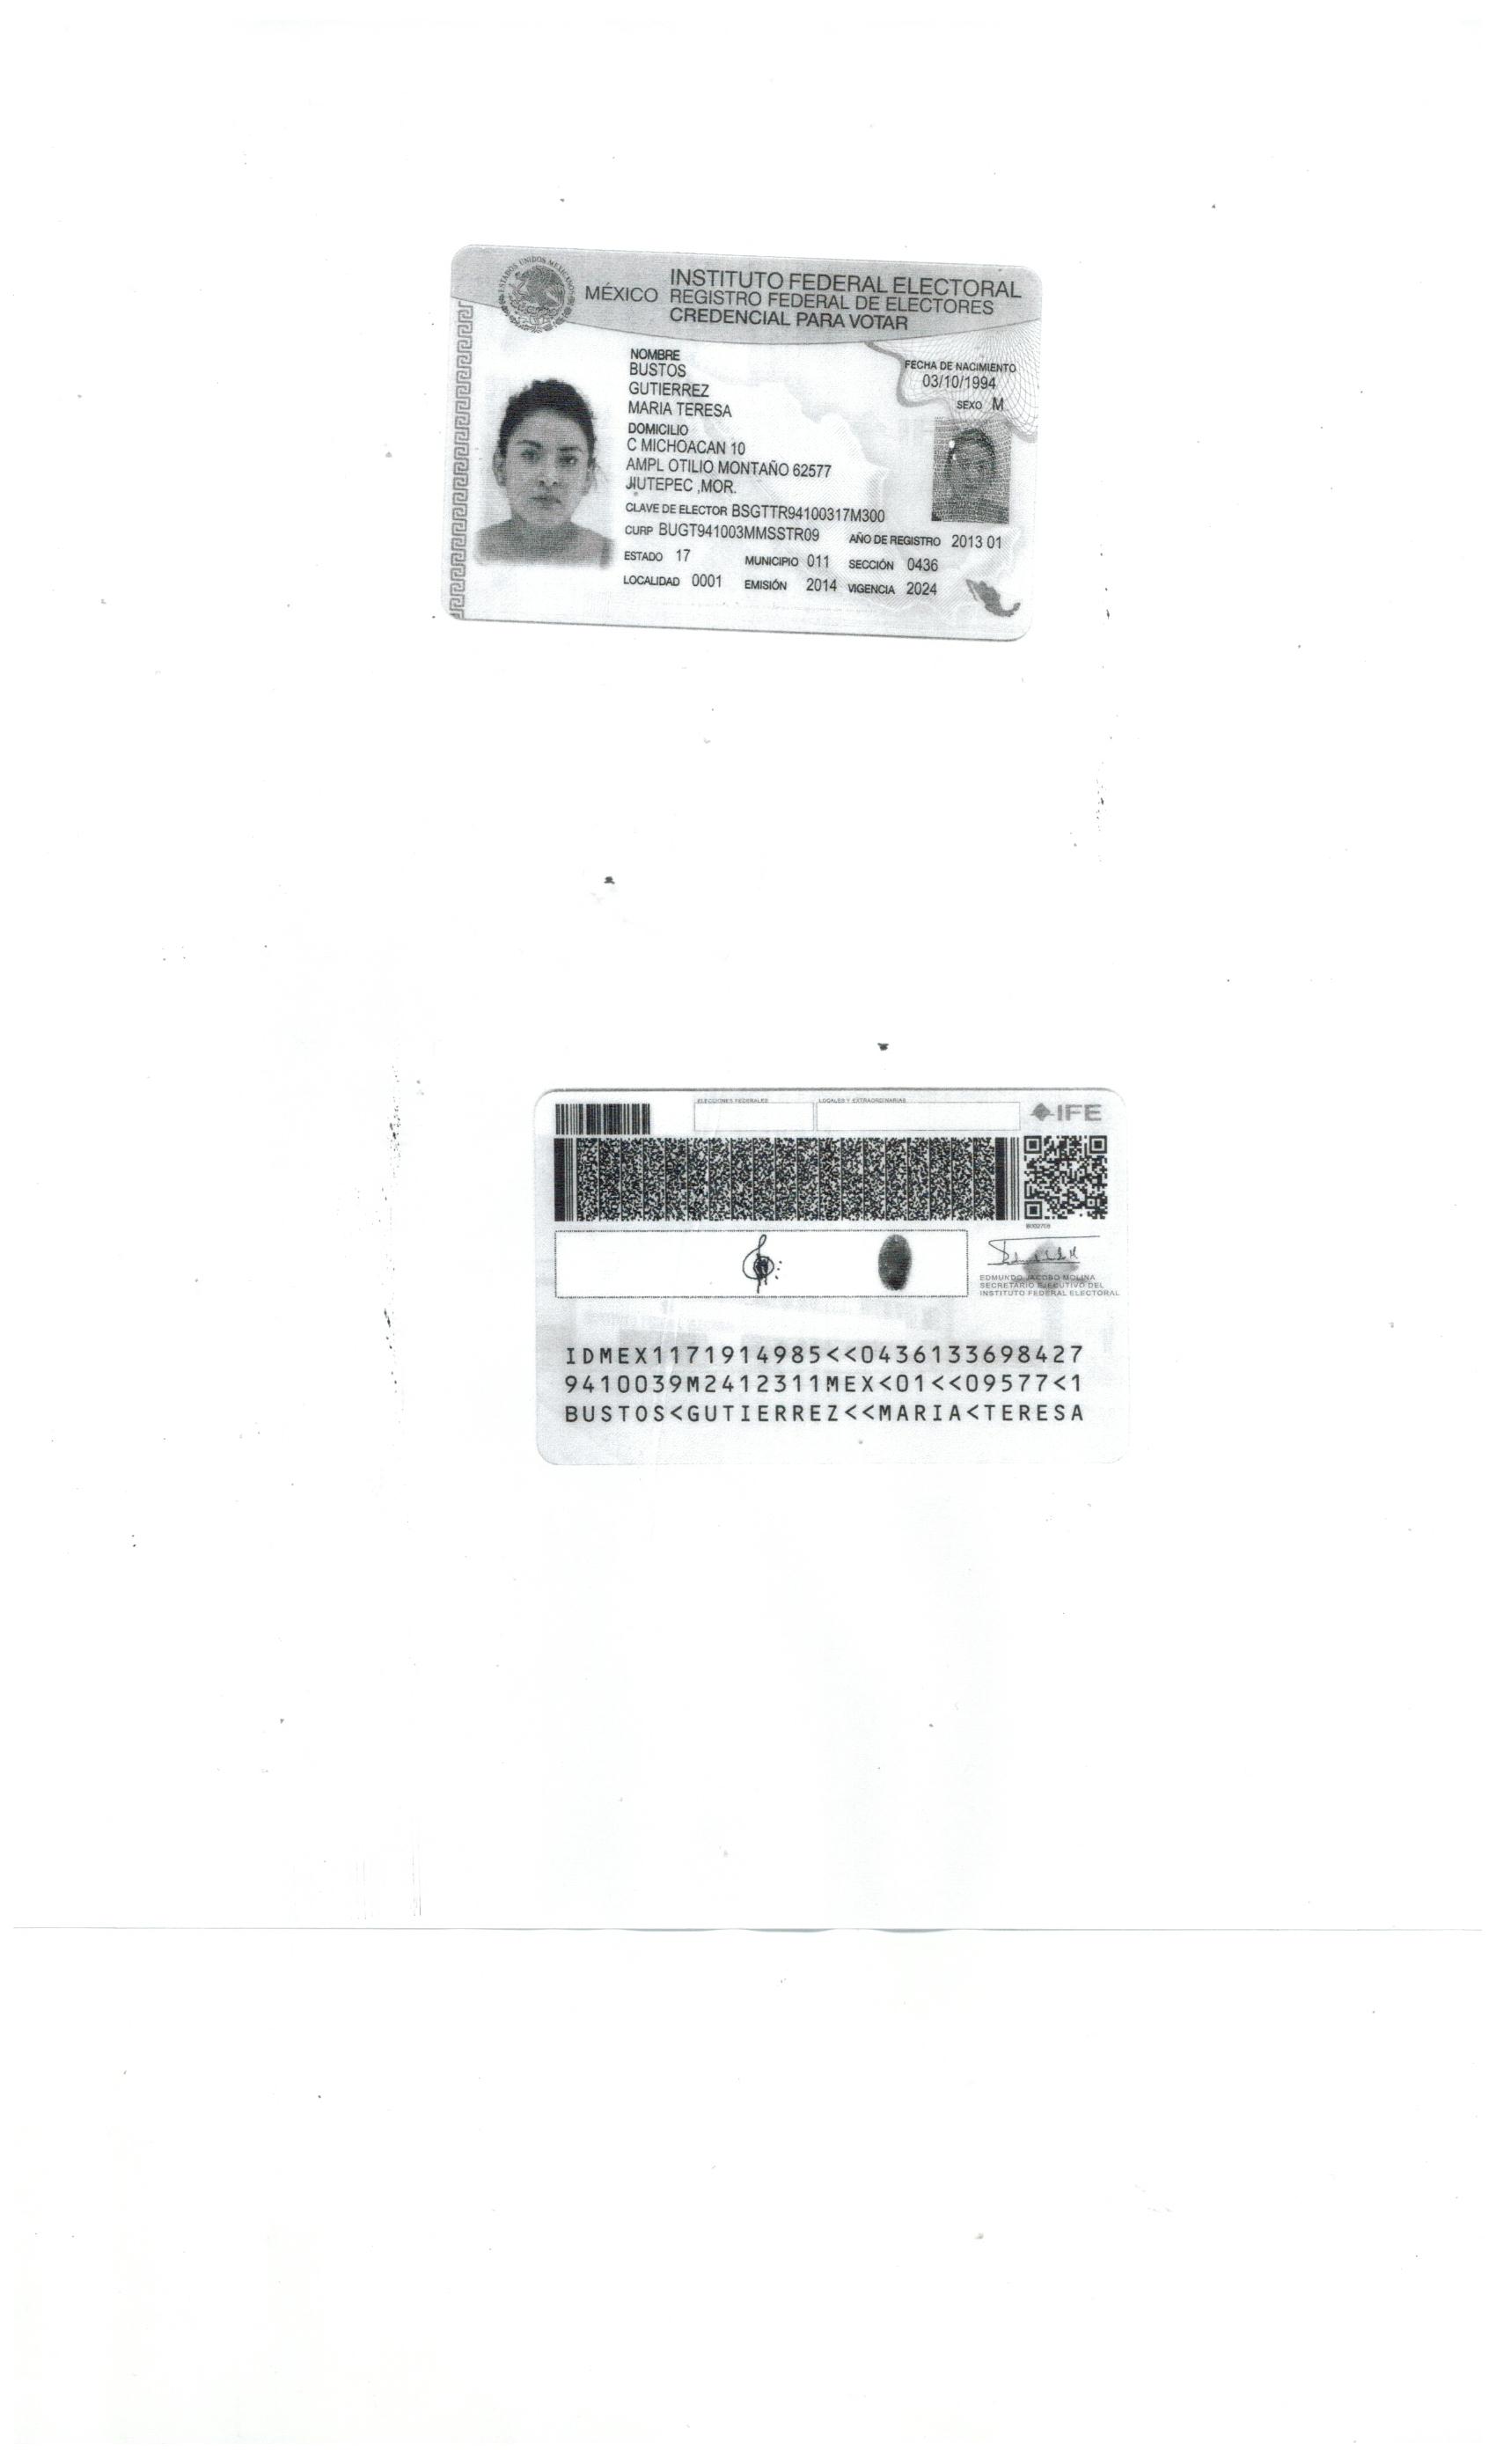 ESTADOS UNIDOS MEXICANOS
MÉXICO
INSTITUTO FEDERAL ELECTORAL
REGISTRO FEDERAL DE ELECTORES
CREDENCIAL PARA VOTAR
NOMBRE
BUSTOS
GUTIERREZ
MARIA TERESA
FECHA DE NACIMIENTO
03/10/1994
SEXO M
DOMICILIO
C MICHOACAN 10
AMPL OTILIO MONTAÑO 62577
JIUTEPEC ,MOR.
CLAVE DE ELECTOR BSGTTR94100317M300
CURP BUGT941003MMSSTR09 AÑO DE REGISTRO 2013 01
ESTADO 17 MUNICIPIO 011 SECCIÓN 0436
LOCALIDAD 0001 EMISIÓN 2014 VIGENCIA 2024
ELECCIONES FEDERALES LOCALES Y EXTRAORDINARIAS
IFE
EDMUNDO JACOBO MOLINA
SECRETARIO EJECUTIVO DEL
INSTITUTO FEDERAL ELECTORAL
IDMEX1171914985<<0436133698427
9410039M2412311MEX<01<<09577<1
BUSTOS<GUTIERREZ<<MARIA<TERESA